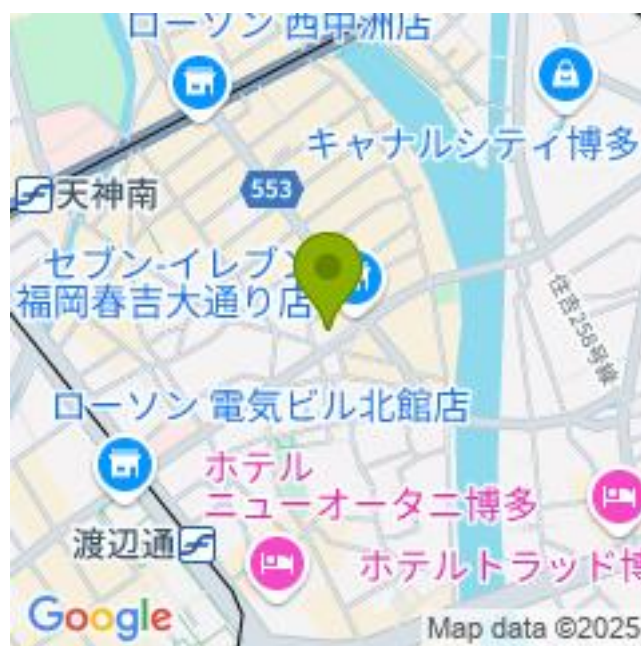 ローソン 西中洲店
キャナルシティ博多
天神南
553
セブン-イレブン
福岡春吉大通り店
住吉258号線
ローソン 電気ビル北館店
ホテル
ニューオータニ博多
渡辺通
ホテルトラッド博
Google
Map data ©2025